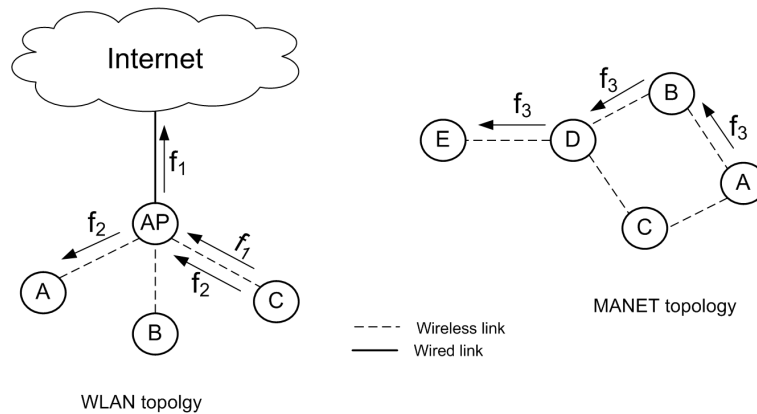 Internet
f1
AP
f2
f1
f2
A
B
C
WLAN topolgy
f3
f3
f3
B
E
D
A
C
MANET topology
Wireless link
Wired link